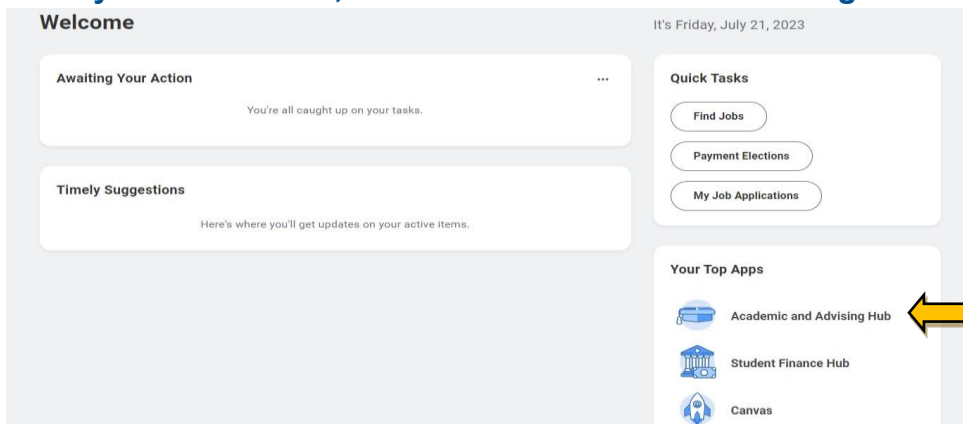 Welcome
It's Friday, July 21, 2023
Awaiting Your Action
You're all caught up on your tasks.
Timely Suggestions
Here's where you'll get updates on your active items.
Quick Tasks
Find Jobs
Payment Elections
My Job Applications
Your Top Apps
Academic and Advising Hub
Student Finance Hub
Canvas